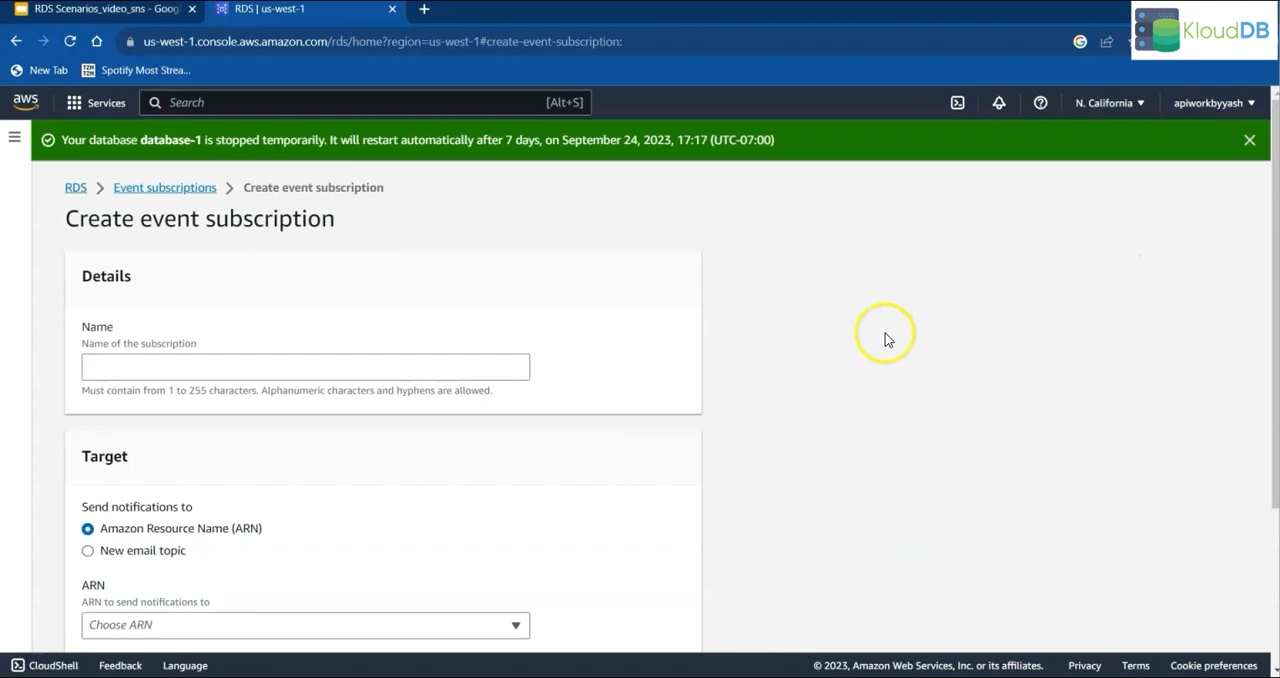 RDS Scenarios_video_sns - Googl
RDS | us-west-1
KloudDB
us-west-1.console.aws.amazon.com/rds/home?region=us-west-1#create-event-subscription:
New Tab
Spotify Most Strea...
aws
Services
Search
[Alt+S]
N. California
apiworkbyyash
Your database database-1 is stopped temporarily. It will restart automatically after 7 days, on September 24, 2023, 17:17 (UTC-07:00)
RDS > Event subscriptions > Create event subscription
Create event subscription
Details
Name
Name of the subscription
Must contain from 1 to 255 characters. Alphanumeric characters and hyphens are allowed.
Target
Send notifications to
Amazon Resource Name (ARN)
New email topic
ARN
ARN to send notifications to
Choose ARN
CloudShell
Feedback
Language
© 2023, Amazon Web Services, Inc. or its affiliates.
Privacy
Terms
Cookie preferences